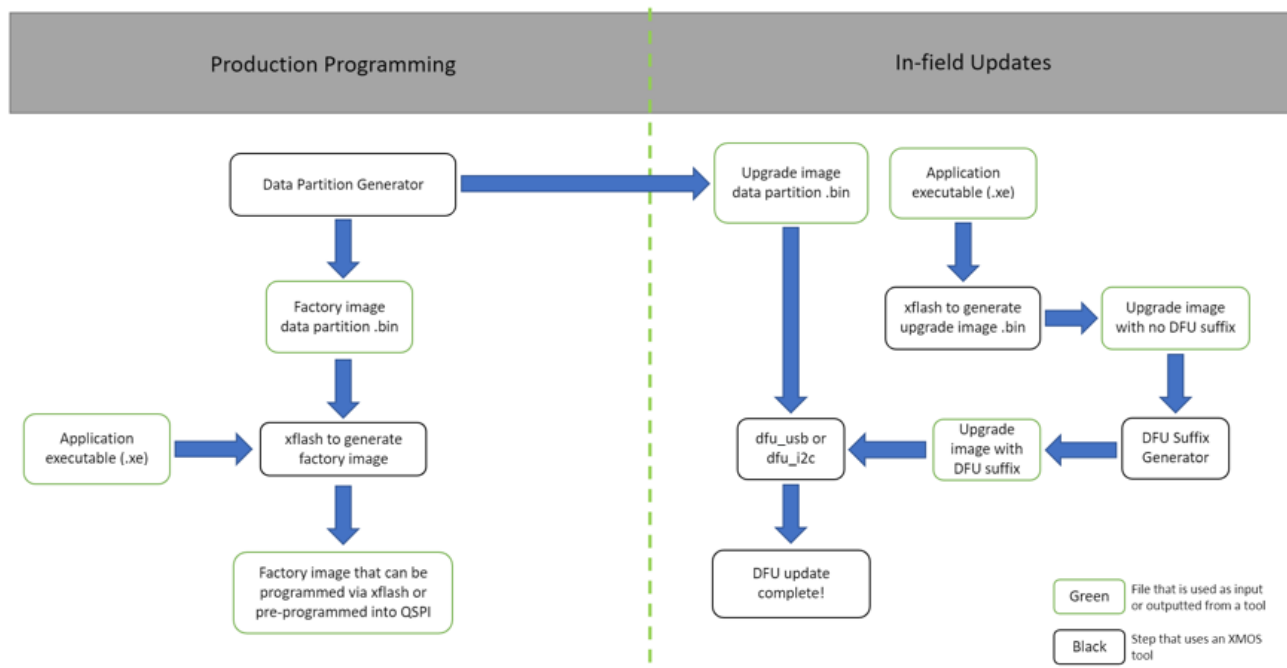 Production Programming
In-field Updates
Data Partition Generator
Upgrade image
data partition .bin
Application
executable (.xe)
Factory image
data partition .bin
xflash to generate
upgrade image .bin
Upgrade image
with no DFU suffix
Application
executable (.xe)
xflash to generate
factory image
dfu_usb or
dfu_i2c
Upgrade
image with
DFU suffix
DFU Suffix
Generator
Factory image that can be
programmed via xflash or
pre-programmed into QSPI
DFU update
complete!
Green
File that is used as input
or outputted from a tool
Black
Step that uses an XMOS
tool